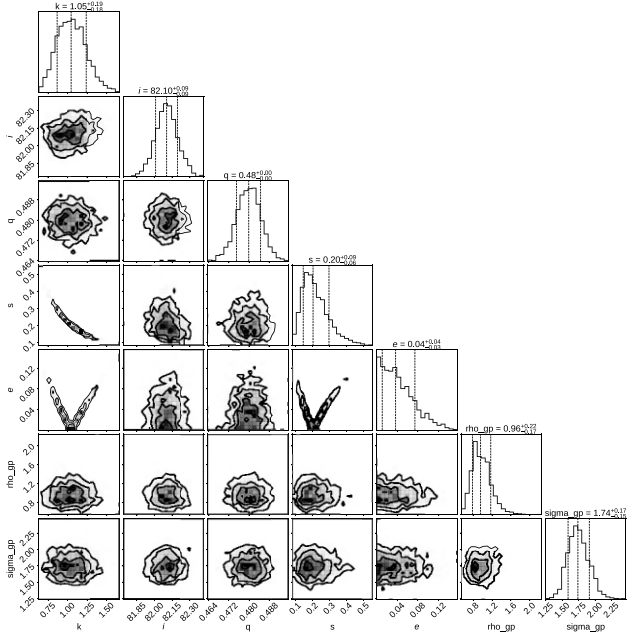 k = 1.05+0.19−0.18
i = 82.10+0.09−0.09
82.30
82.15
82.00
81.85
i
q = 0.48+0.00−0.00
0.488
0.480
0.472
0.464
q
s = 0.20+0.09−0.06
0.5
0.4
0.3
0.2
0.1
s
e = 0.04+0.04−0.03
0.12
0.08
0.04
e
rho_gp = 0.96+0.22−0.17
2.0
1.6
1.2
0.8
rho_gp
sigma_gp = 1.74+0.17−0.15
2.25
2.00
1.75
1.50
1.25
sigma_gp
0.75 1.00 1.25 1.50 81.85 82.00 82.15 82.30 0.464 0.472 0.480 0.488 0.1 0.2 0.3 0.4 0.5 0.04 0.08 0.12 0.8 1.2 1.6 2.0 1.25 1.50 1.75 2.00 2.25
k i q s e rho_gp sigma_gp